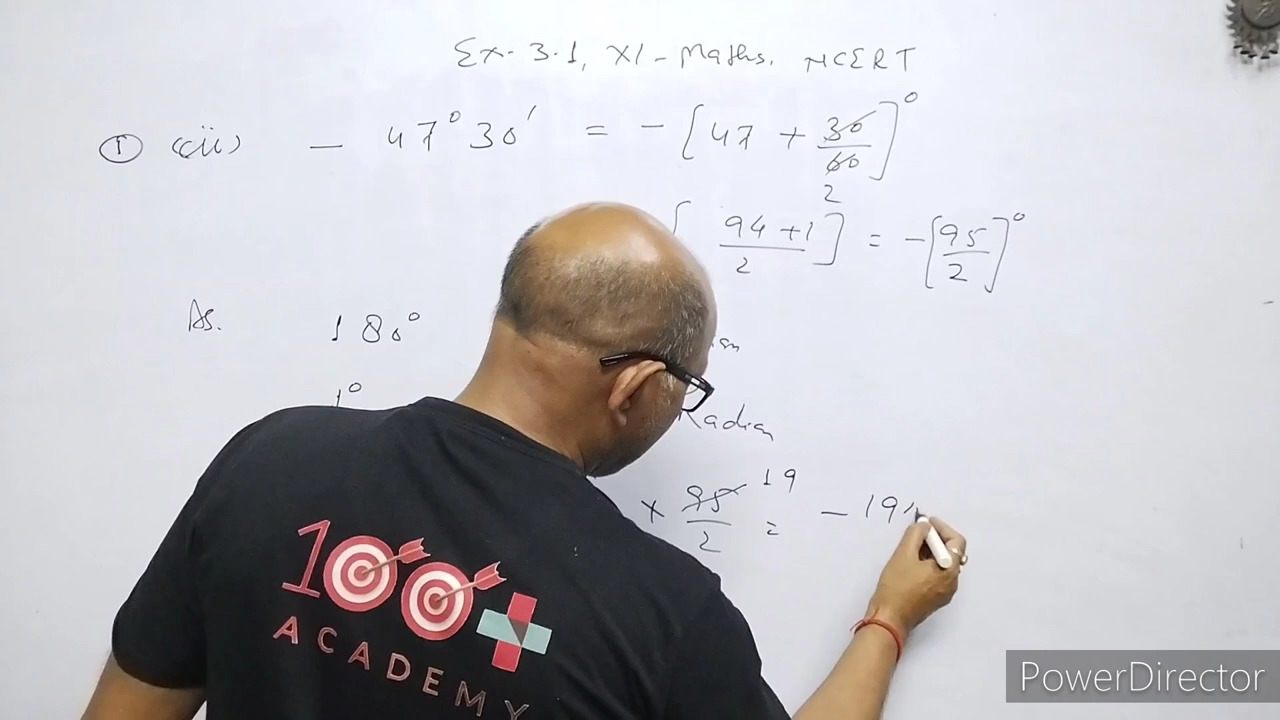 Ex. 3.1, XI - Maths, NCERT
① (ii) - 47° 30' = - [47 + 30/60]°
2
[94 + 1 / 2] = - [95/2]°
As. 180°
1° Radian
× 95/2 19 = - 19
100+
ACADEMY
PowerDirector